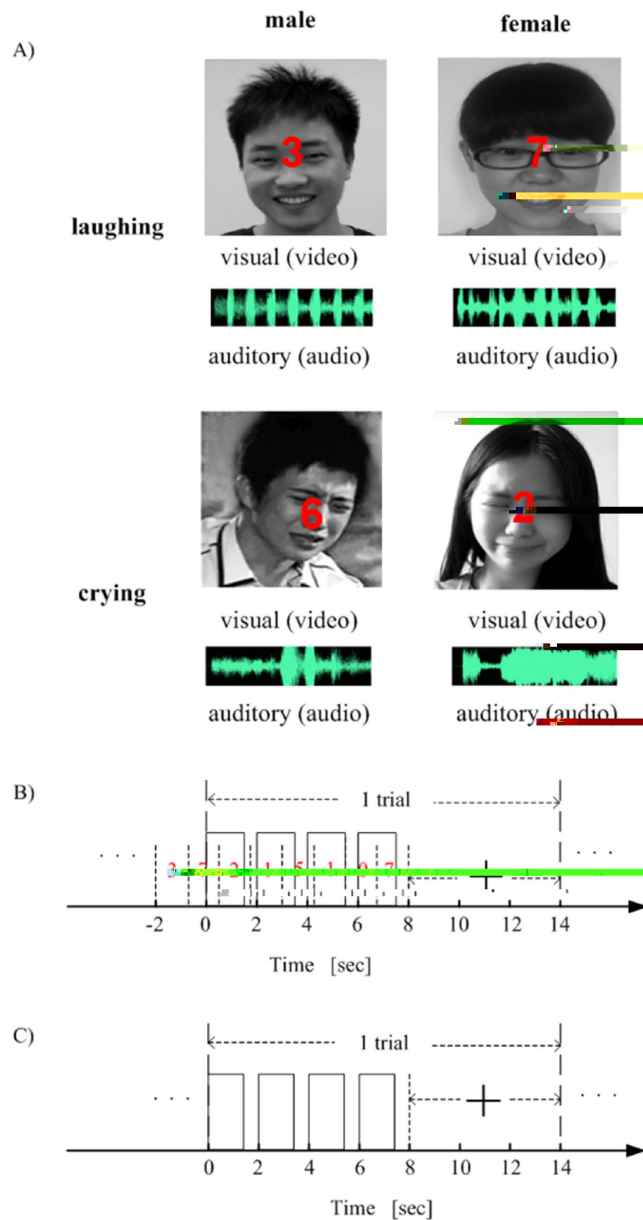 male female
A)
3 7
laughing
visual (video) visual (video)
auditory (audio) auditory (audio)
6 2
crying
visual (video) visual (video)
auditory (audio) auditory (audio)
B)
1 trial
. . . . . . .
-2 0 2 4 6 8 10 12 14
Time [sec]
C)
1 trial
. . . . . . .
0 2 4 6 8 10 12 14
Time [sec]